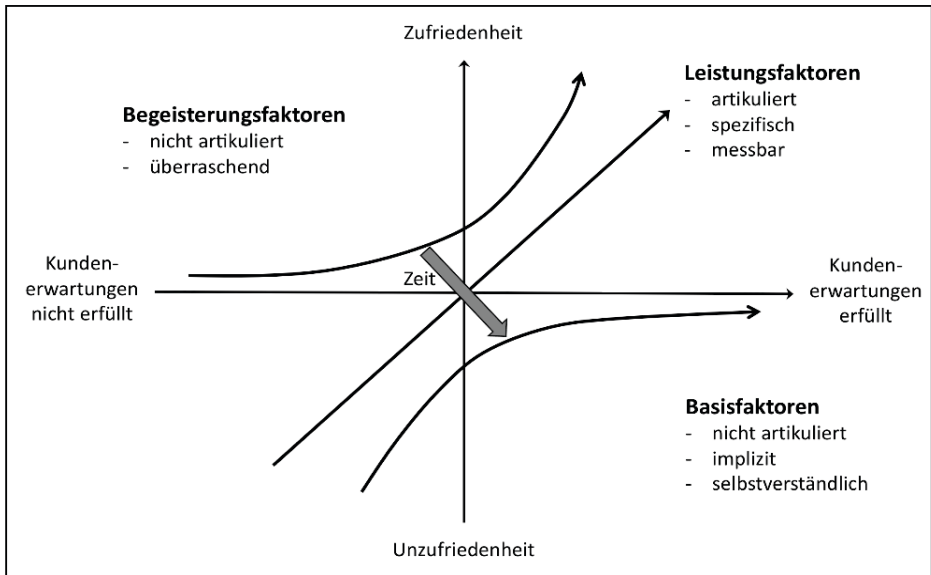 Zufriedenheit
Begeisterungsfaktoren
- nicht artikuliert
- überraschend
Leistungsfaktoren
- artikuliert
- spezifisch
- messbar
Kunden-
erwartungen
nicht erfüllt
Zeit
Kunden-
erwartungen
erfüllt
Basisfaktoren
- nicht artikuliert
- implizit
- selbstverständlich
Unzufriedenheit